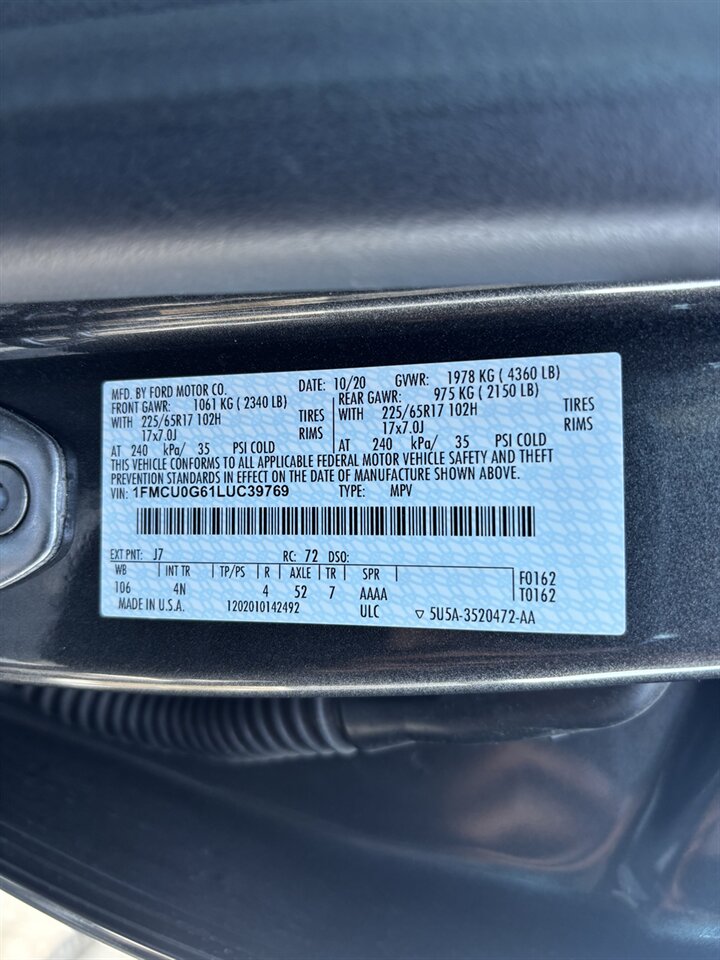 MFD. BY FORD MOTOR CO. DATE: 10/20 GVWR: 1978 KG ( 4360 LB)
FRONT GAWR: 1061 KG ( 2340 LB) REAR GAWR: 975 KG ( 2150 LB)
WITH 225/65R17 102H TIRES WITH 225/65R17 102H TIRES
17x7.0J RIMS 17x7.0J RIMS
AT 240 kPa/ 35 PSI COLD AT 240 kPa/ 35 PSI COLD
THIS VEHICLE CONFORMS TO ALL APPLICABLE FEDERAL MOTOR VEHICLE SAFETY AND THEFT
PREVENTION STANDARDS IN EFFECT ON THE DATE OF MANUFACTURE SHOWN ABOVE.
VIN: 1FMCU0G61LUC39769 TYPE: MPV
EXT PNT: J7 RC: 72 DSO:
WB INT TR TP/PS R AXLE TR SPR F0162
106 4N 4 52 7 AAAA T0162
MADE IN U.S.A. 1202010142492 ULC ▽ 5U5A-3520472-AA